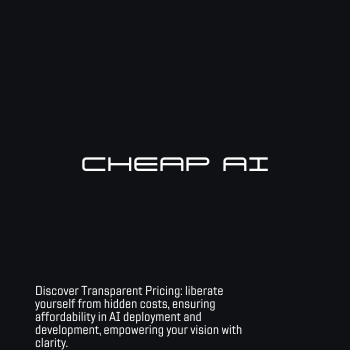 CHEAP AI
Discover Transparent Pricing: liberate
yourself from hidden costs, ensuring
affordability in AI deployment and
development, empowering your vision with
clarity.